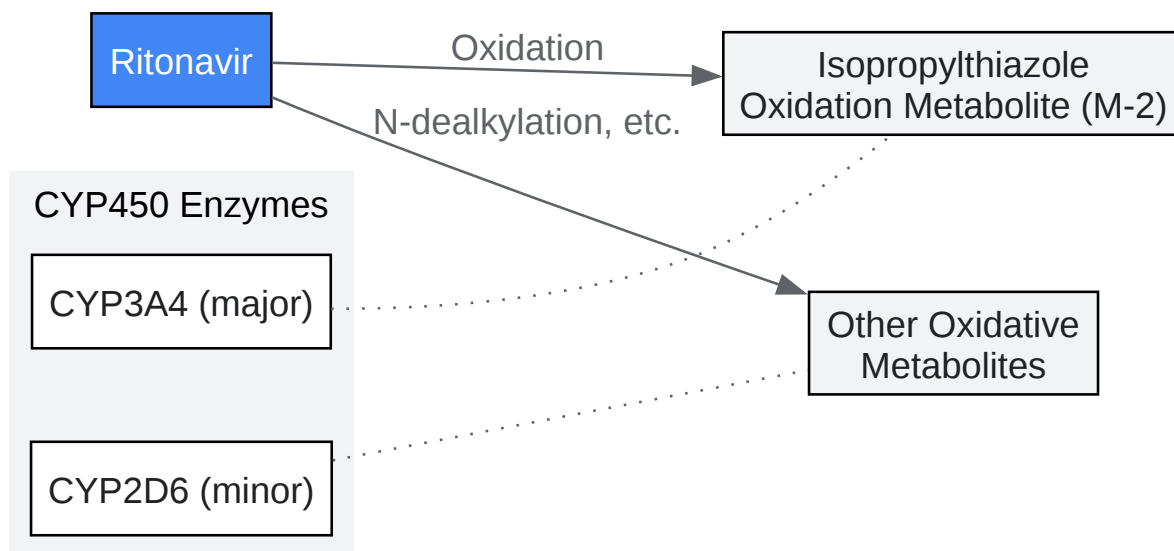 Ritonavir
Oxidation
Isopropylthiazole
Oxidation Metabolite (M-2)
N-dealkylation, etc.
CYP450 Enzymes
CYP3A4 (major)
Other Oxidative
Metabolites
CYP2D6 (minor)